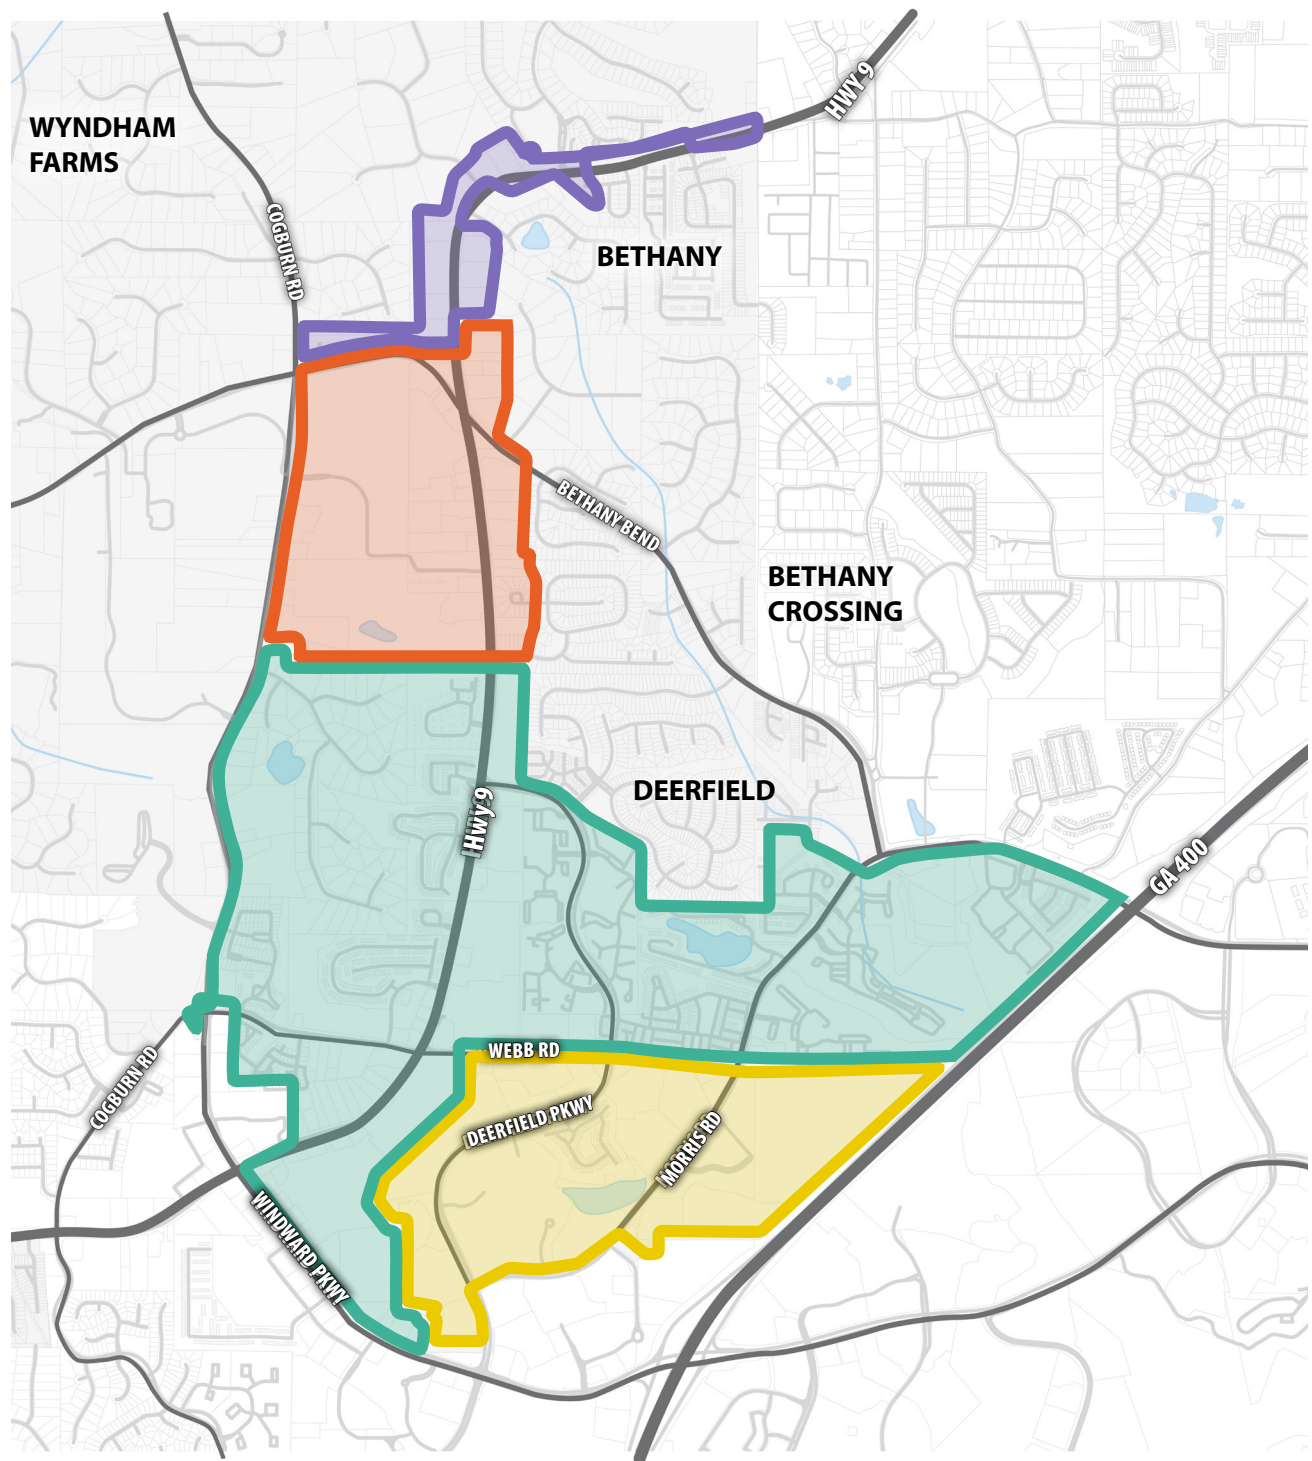 HWY 9
WYNDHAM
FARMS
COGBURN RD
BETHANY
BETHANY BEND
BETHANY
CROSSING
DEERFIELD
Hwy 9
GA 400
WEBB RD
COGBURN RD
DEERFIELD PKWY
MORRIS RD
WINDWARD PKWY